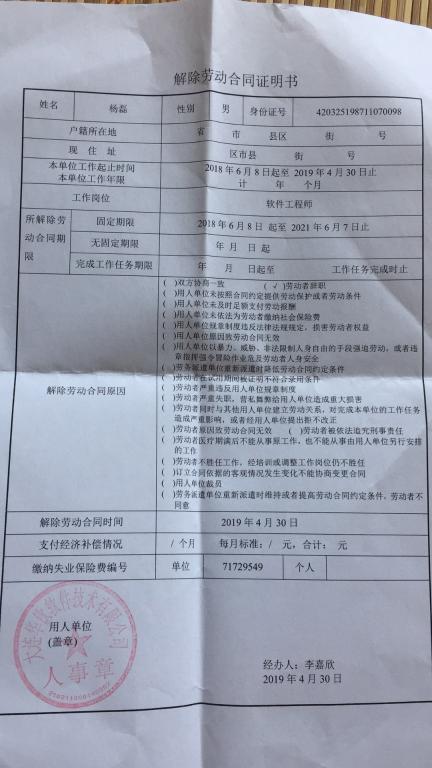 解除劳动合同证明书
姓名 杨磊 性别 男 身份证号 420325198711070098
户籍所在地 省 市 县区 街 号
现 住 址 区市县 街 号
本单位工作起止时间 2018 年 6 月 8 日起至 2019 年 4 月 30 日止
本单位工作年限 计 年 个月
工作岗位 软件工程师
所解除劳动合同期限
固定期限 2018 年 6 月 8 日 起至 2021 年 6 月 7 日止
无固定期限 年 月 日 起
完成工作任务期限 年 月 日起至 工作任务完成时止
解除劳动合同原因
( )双方协商一致 ( √ )劳动者辞职
( )用人单位未按照合同约定提供劳动保护或者劳动条件
( )用人单位未及时足额支付劳动报酬
( )用人单位未依法为劳动者缴纳社会保险费
( )用人单位规章制度违反法律法规规定，损害劳动者权益
( )用人单位原因致劳动合同无效
( )用人单位以暴力、威胁、非法限制人身自由的手段强迫劳动，或者违
章指挥强令冒险作业危及劳动者人身安全
( )劳务派遣单位重新派遣时降低劳动合同约定条件
( )劳动者在试用期间被证明不符合录用条件
( )劳动者严重违反用人单位规章制度
( )劳动者严重失职，营私舞弊给用人单位造成重大损害
( )劳动者同时与其他用人单位建立劳动关系，对完成本单位的工作任务
造成严重影响，或者经用人单位提出拒不改正
( )劳动者原因致劳动合同无效 ( )劳动者被依法追究刑事责任
( )劳动者医疗期满后不能从事原工作，也不能从事由用人单位另行安排
的工作
( )劳动者不胜任工作，经培训或调整工作岗位仍不胜任
( )订立合同依据的客观情况发生变化不能协商变更合同
( )用人单位裁员
( )劳务派遣单位重新派遣时维持或者提高劳动合同约定条件，劳动者不
同意
解除劳动合同时间 2019 年 4 月 30 日
支付经济补偿情况 / 个月 每月标准： / 元，合计： 元
缴纳失业保险费编号 单位 71729549 个人
用人单位
(盖章)
软件技术有限公司
人事章
经办人：李嘉欣
2019 年 4 月 30 日